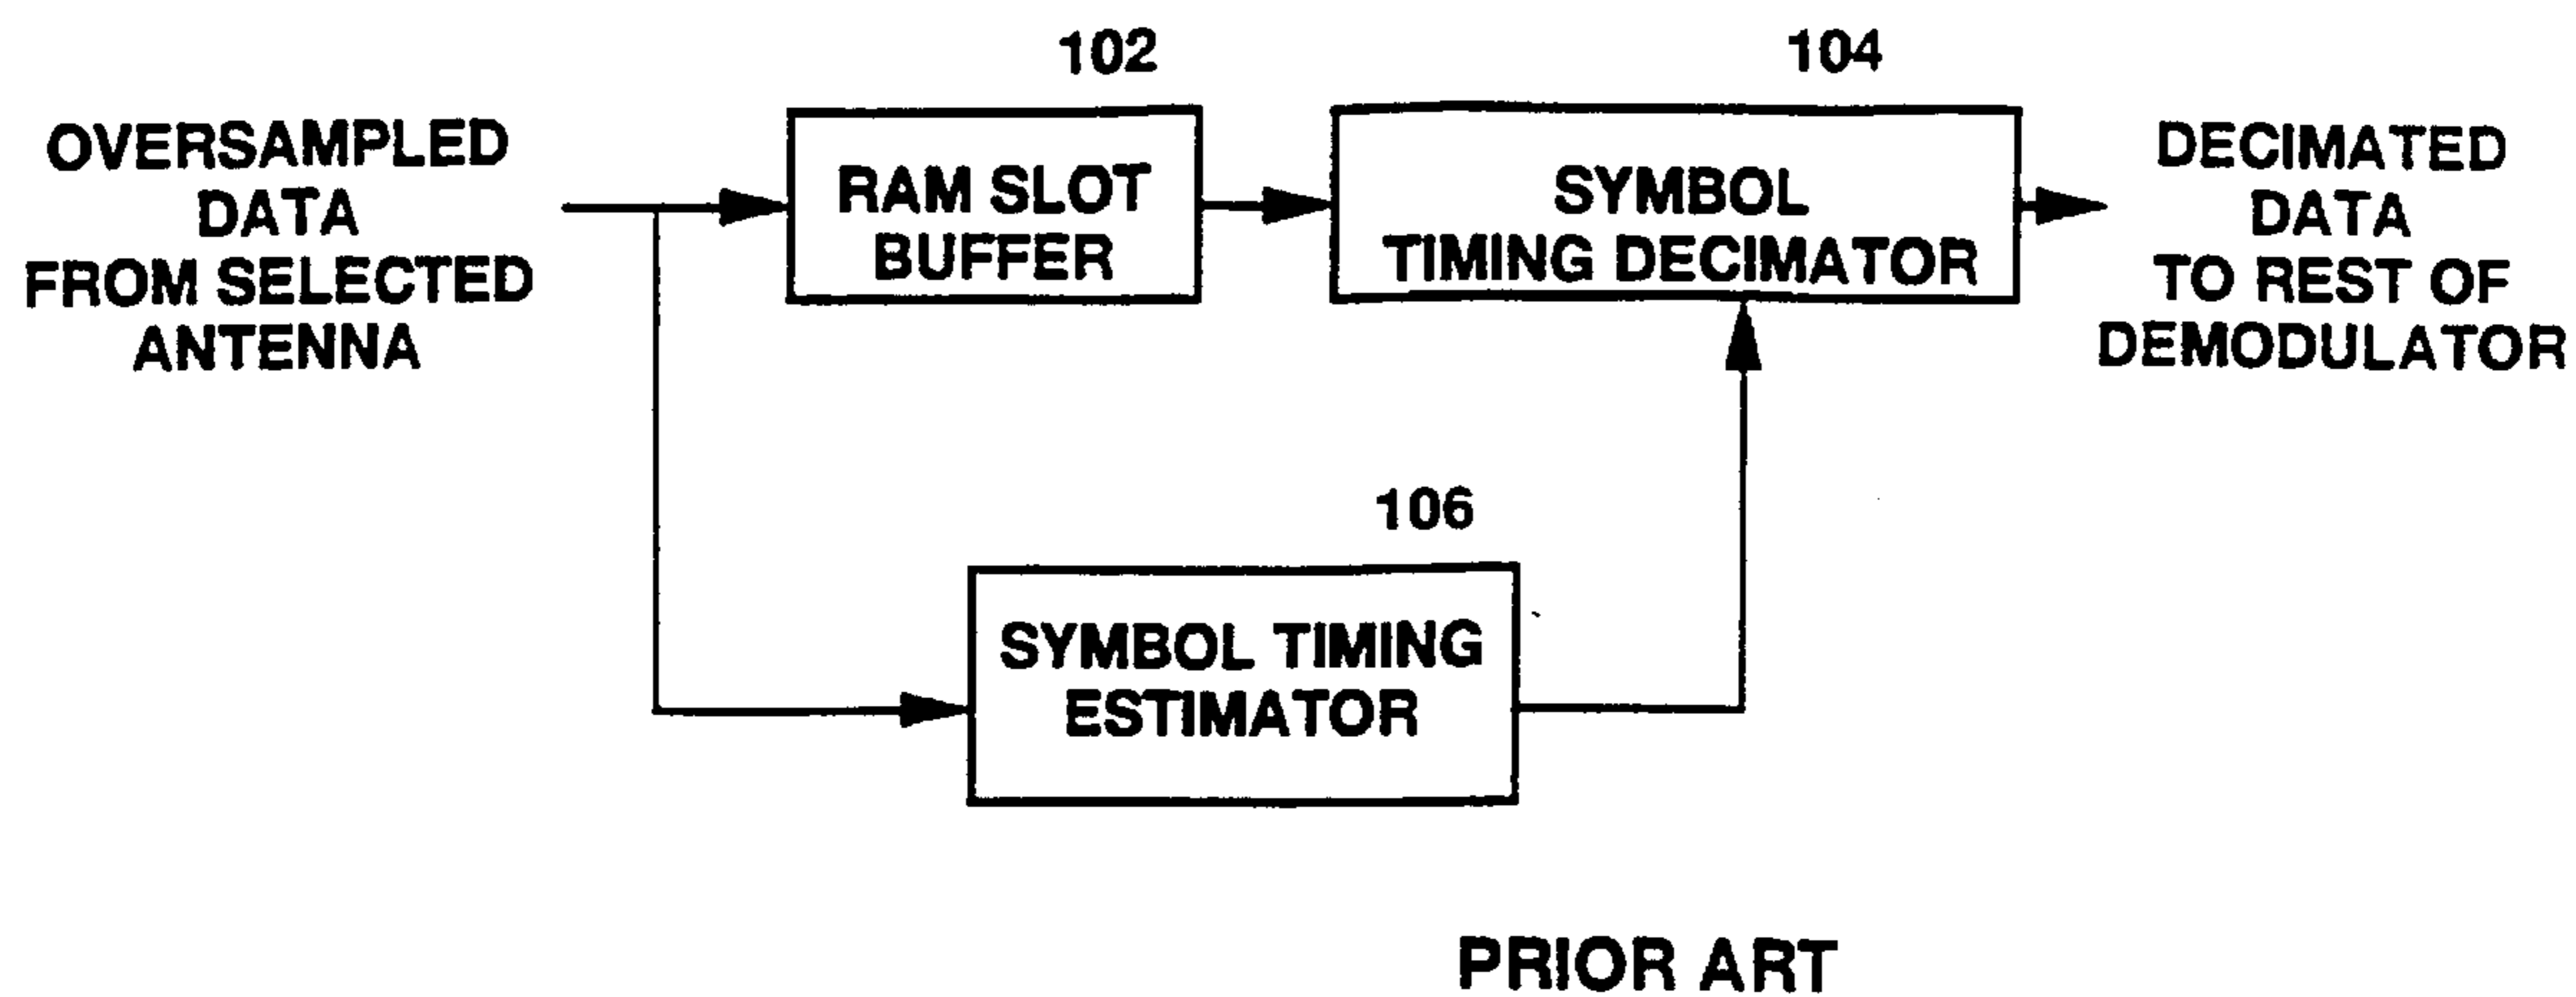 102
104
OVERSAMPLED
DATA
FROM SELECTED
ANTENNA
RAM SLOT
BUFFER
SYMBOL
TIMING DECIMATOR
DECIMATED
DATA
TO REST OF
DEMODULATOR
106
SYMBOL TIMING
ESTIMATOR
PRIOR ART